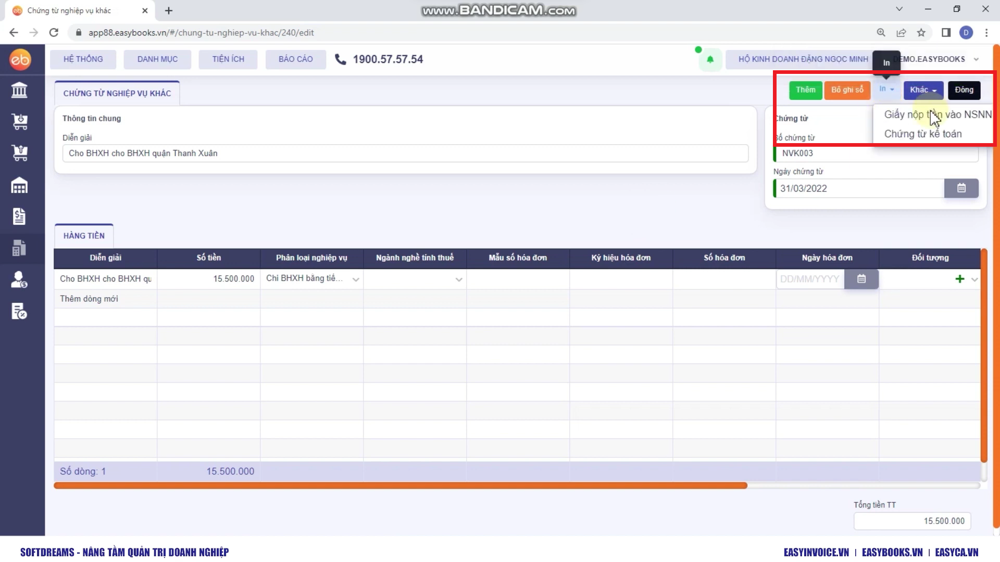 Chứng từ nghiệp vụ khác
www.BANDICAM.com
app88.easybooks.vn/#/chung-tu-nghiep-vu-khac/240/edit
D
eb
HỆ THỐNG
DANH MỤC
TIỆN ÍCH
BÁO CÁO
1900.57.57.54
HỘ KINH DOANH ĐẶNG NGỌC MINH
In
DEMO.EASYBOOKS
CHỨNG TỪ NGHIỆP VỤ KHÁC
Thêm
Bỏ ghi sổ
In
Khác
Đóng
Giấy nộp tiền vào NSNN
Chứng từ kế toán
Thông tin chung
Diễn giải
Cho BHXH cho BHXH quận Thanh Xuân
Chứng từ
Số chứng từ
NVK003
Ngày chứng từ
31/03/2022
HÀNG TIỀN
Diễn giải
Số tiền
Phân loại nghiệp vụ
Ngành nghề tính thuế
Mẫu số hóa đơn
Ký hiệu hóa đơn
Số hóa đơn
Ngày hóa đơn
Đối tượng
Cho BHXH cho BHXH qu
15.500.000
Chi BHXH bằng tiề...
DD/MM/YYYY
Thêm dòng mới
Số dòng: 1
15.500.000
Tổng tiền TT
15.500.000
SOFTDREAMS - NÂNG TẦM QUẢN TRỊ DOANH NGHIỆP
EASYINVOICE.VN | EASYBOOKS.VN | EASYCA.VN